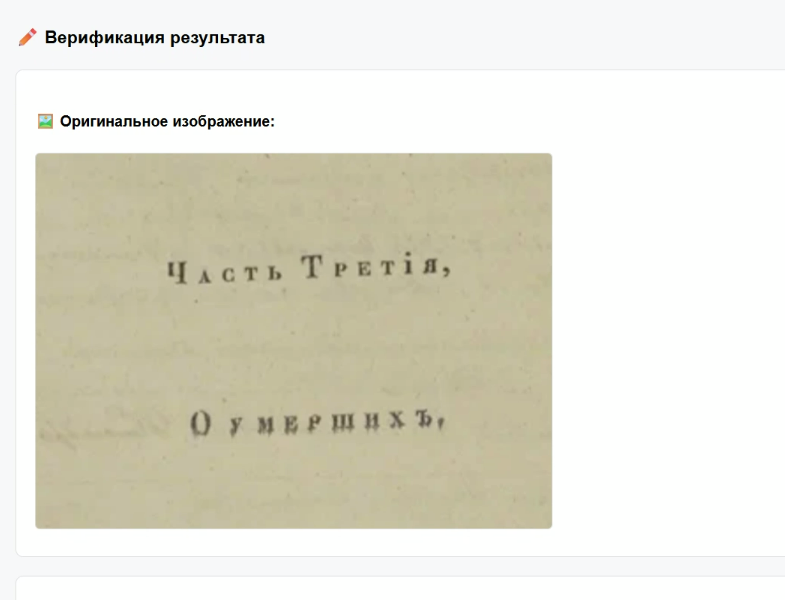 Верификация результата
Оригинальное изображение:
Часть Третія,
О умершихъ,